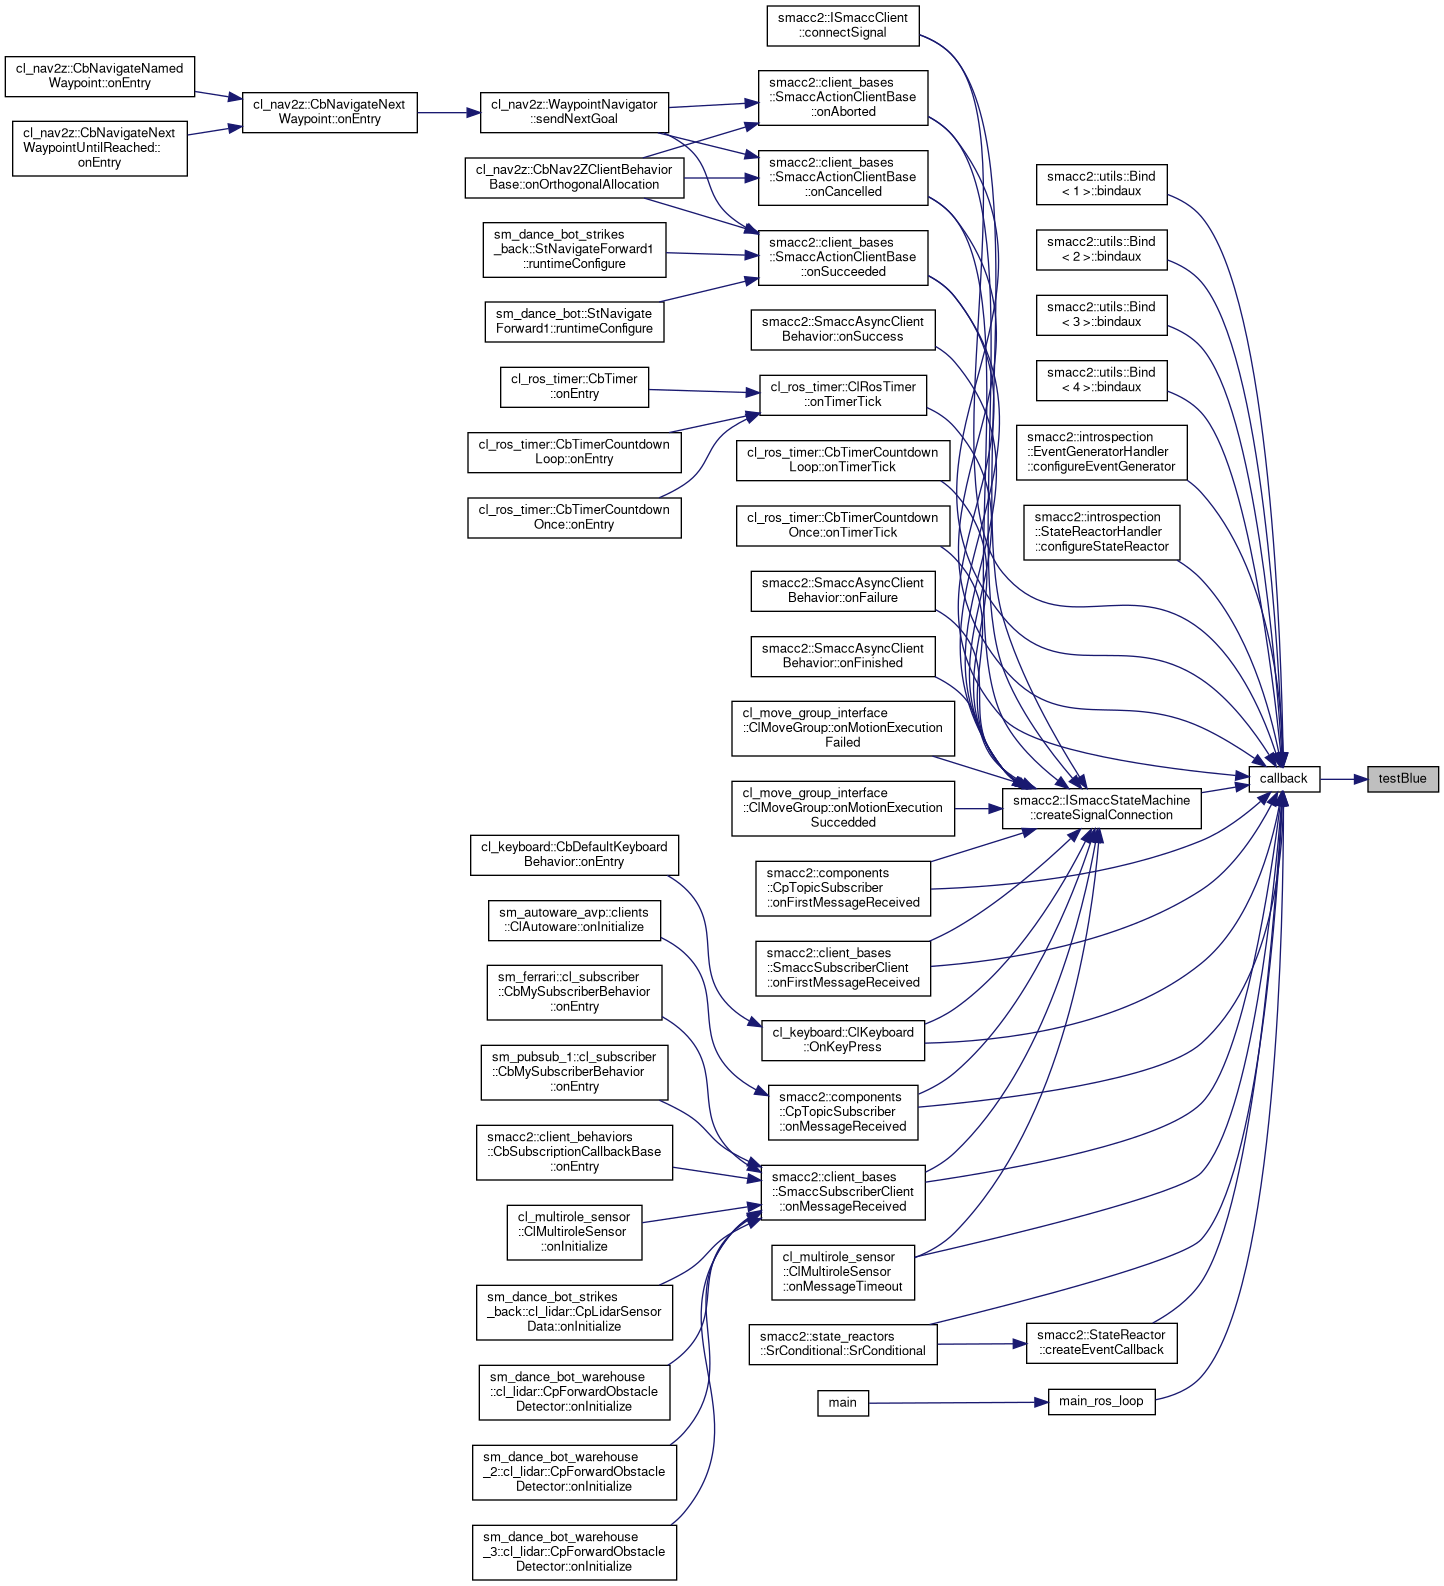 smacc2::ISmaccClient
::connectSignal
cl_nav2z::CbNavigateNamed
Waypoint::onEntry
cl_nav2z::CbNavigateNext
WaypointUntilReached::
onEntry
cl_nav2z::CbNavigateNext
Waypoint::onEntry
cl_nav2z::WaypointNavigator
::sendNextGoal
cl_nav2z::CbNav2ZClientBehavior
Base::onOrthogonalAllocation
sm_dance_bot_strikes
_back::StNavigateForward1
::runtimeConfigure
sm_dance_bot::StNavigate
Forward1::runtimeConfigure
cl_ros_timer::CbTimer
::onEntry
cl_ros_timer::CbTimerCountdown
Loop::onEntry
cl_ros_timer::CbTimerCountdown
Once::onEntry
cl_keyboard::CbDefaultKeyboard
Behavior::onEntry
sm_autoware_avp::clients
::ClAutoware::onInitialize
sm_ferrari::cl_subscriber
::CbMySubscriberBehavior
::onEntry
sm_pubsub_1::cl_subscriber
::CbMySubscriberBehavior
::onEntry
smacc2::client_behaviors
::CbSubscriptionCallbackBase
::onEntry
cl_multirole_sensor
::ClMultiroleSensor
::onInitialize
sm_dance_bot_strikes
_back::cl_lidar::CpLidarSensor
Data::onInitialize
sm_dance_bot_warehouse
::cl_lidar::CpForwardObstacle
Detector::onInitialize
sm_dance_bot_warehouse
_2::cl_lidar::CpForwardObstacle
Detector::onInitialize
sm_dance_bot_warehouse
_3::cl_lidar::CpForwardObstacle
Detector::onInitialize
smacc2::client_bases
::SmaccActionClientBase
::onAborted
smacc2::client_bases
::SmaccActionClientBase
::onCancelled
smacc2::client_bases
::SmaccActionClientBase
::onSucceeded
smacc2::SmaccAsyncClient
Behavior::onSuccess
cl_ros_timer::ClRosTimer
::onTimerTick
cl_ros_timer::CbTimerCountdown
Loop::onTimerTick
cl_ros_timer::CbTimerCountdown
Once::onTimerTick
smacc2::SmaccAsyncClient
Behavior::onFailure
smacc2::SmaccAsyncClient
Behavior::onFinished
cl_move_group_interface
::ClMoveGroup::onMotionExecution
Failed
cl_move_group_interface
::ClMoveGroup::onMotionExecution
Succedded
smacc2::components
::CpTopicSubscriber
::onFirstMessageReceived
smacc2::client_bases
::SmaccSubscriberClient
::onFirstMessageReceived
cl_keyboard::ClKeyboard
::OnKeyPress
smacc2::components
::CpTopicSubscriber
::onMessageReceived
smacc2::client_bases
::SmaccSubscriberClient
::onMessageReceived
cl_multirole_sensor
::ClMultiroleSensor
::onMessageTimeout
smacc2::state_reactors
::SrConditional::SrConditional
main
smacc2::utils::Bind
< 1 >::bindaux
smacc2::utils::Bind
< 2 >::bindaux
smacc2::utils::Bind
< 3 >::bindaux
smacc2::utils::Bind
< 4 >::bindaux
smacc2::introspection
::EventGeneratorHandler
::configureEventGenerator
smacc2::introspection
::StateReactorHandler
::configureStateReactor
smacc2::ISmaccStateMachine
::createSignalConnection
smacc2::StateReactor
::createEventCallback
main_ros_loop
callback
testBlue